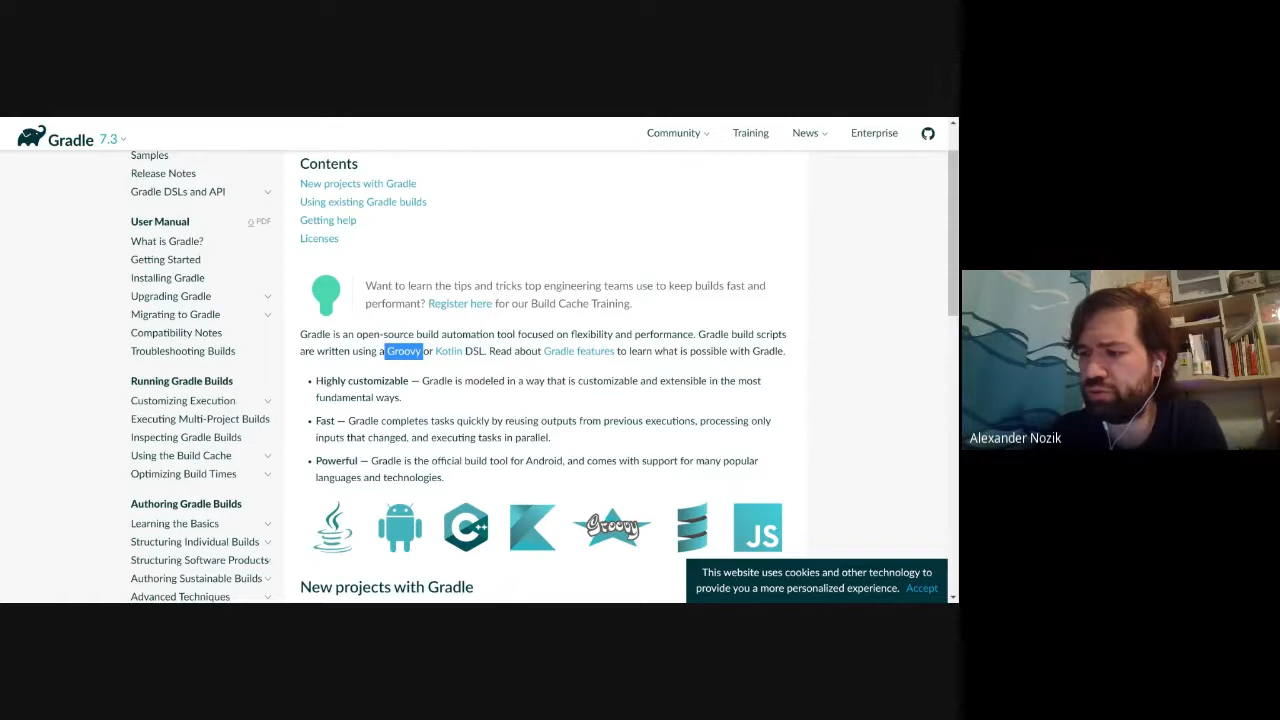 Gradle 7.3
Community
Training
News
Enterprise
Samples
Release Notes
Gradle DSLs and API
User Manual
PDF
What is Gradle?
Getting Started
Installing Gradle
Upgrading Gradle
Migrating to Gradle
Compatibility Notes
Troubleshooting Builds
Running Gradle Builds
Customizing Execution
Executing Multi-Project Builds
Inspecting Gradle Builds
Using the Build Cache
Optimizing Build Times
Authoring Gradle Builds
Learning the Basics
Structuring Individual Builds
Structuring Software Products
Authoring Sustainable Builds
Advanced Techniques
Contents
New projects with Gradle
Using existing Gradle builds
Getting help
Licenses
Want to learn the tips and tricks top engineering teams use to keep builds fast and
performant? Register here for our Build Cache Training.
Gradle is an open-source build automation tool focused on flexibility and performance. Gradle build scripts
are written using a Groovy or Kotlin DSL. Read about Gradle features to learn what is possible with Gradle.
• Highly customizable — Gradle is modeled in a way that is customizable and extensible in the most
fundamental ways.
• Fast — Gradle completes tasks quickly by reusing outputs from previous executions, processing only
inputs that changed, and executing tasks in parallel.
• Powerful — Gradle is the official build tool for Android, and comes with support for many popular
languages and technologies.
C++
Groovy
JS
New projects with Gradle
This website uses cookies and other technology to
provide you a more personalized experience. Accept
Alexander Nozik